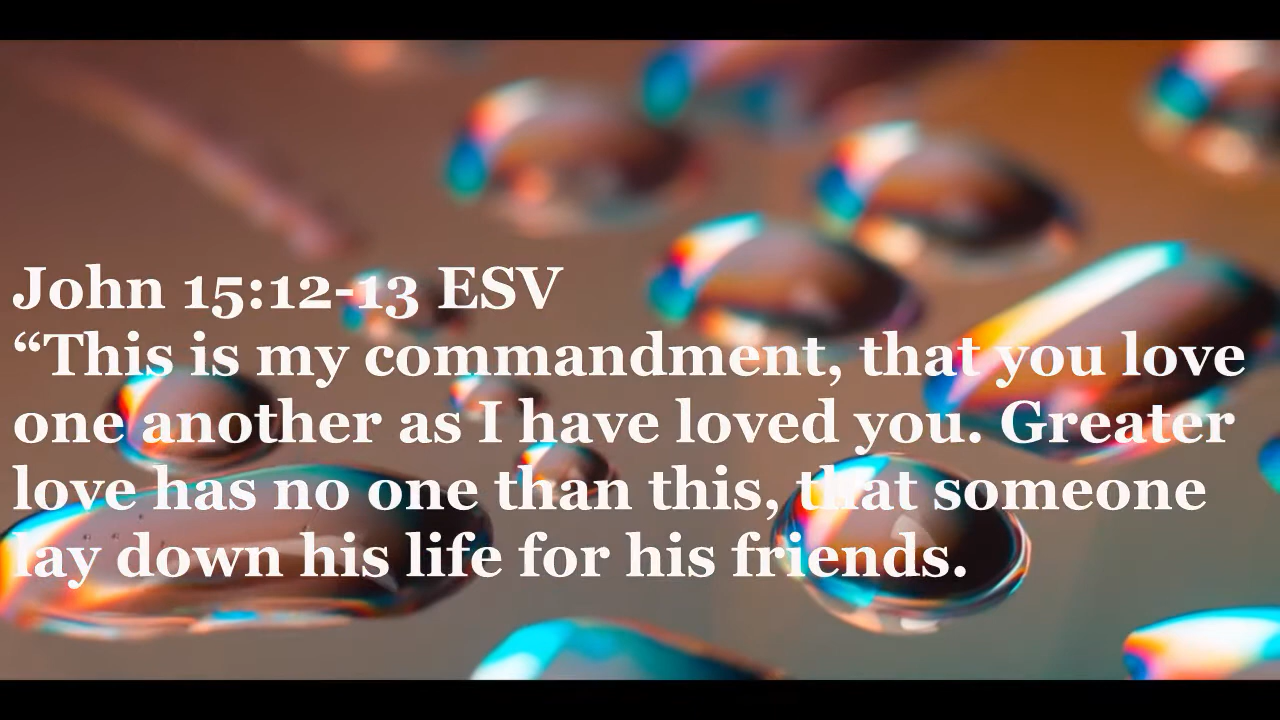 John 15:12-13 ESV
“This is my commandment, that you love
one another as I have loved you. Greater
love has no one than this, that someone
lay down his life for his friends.